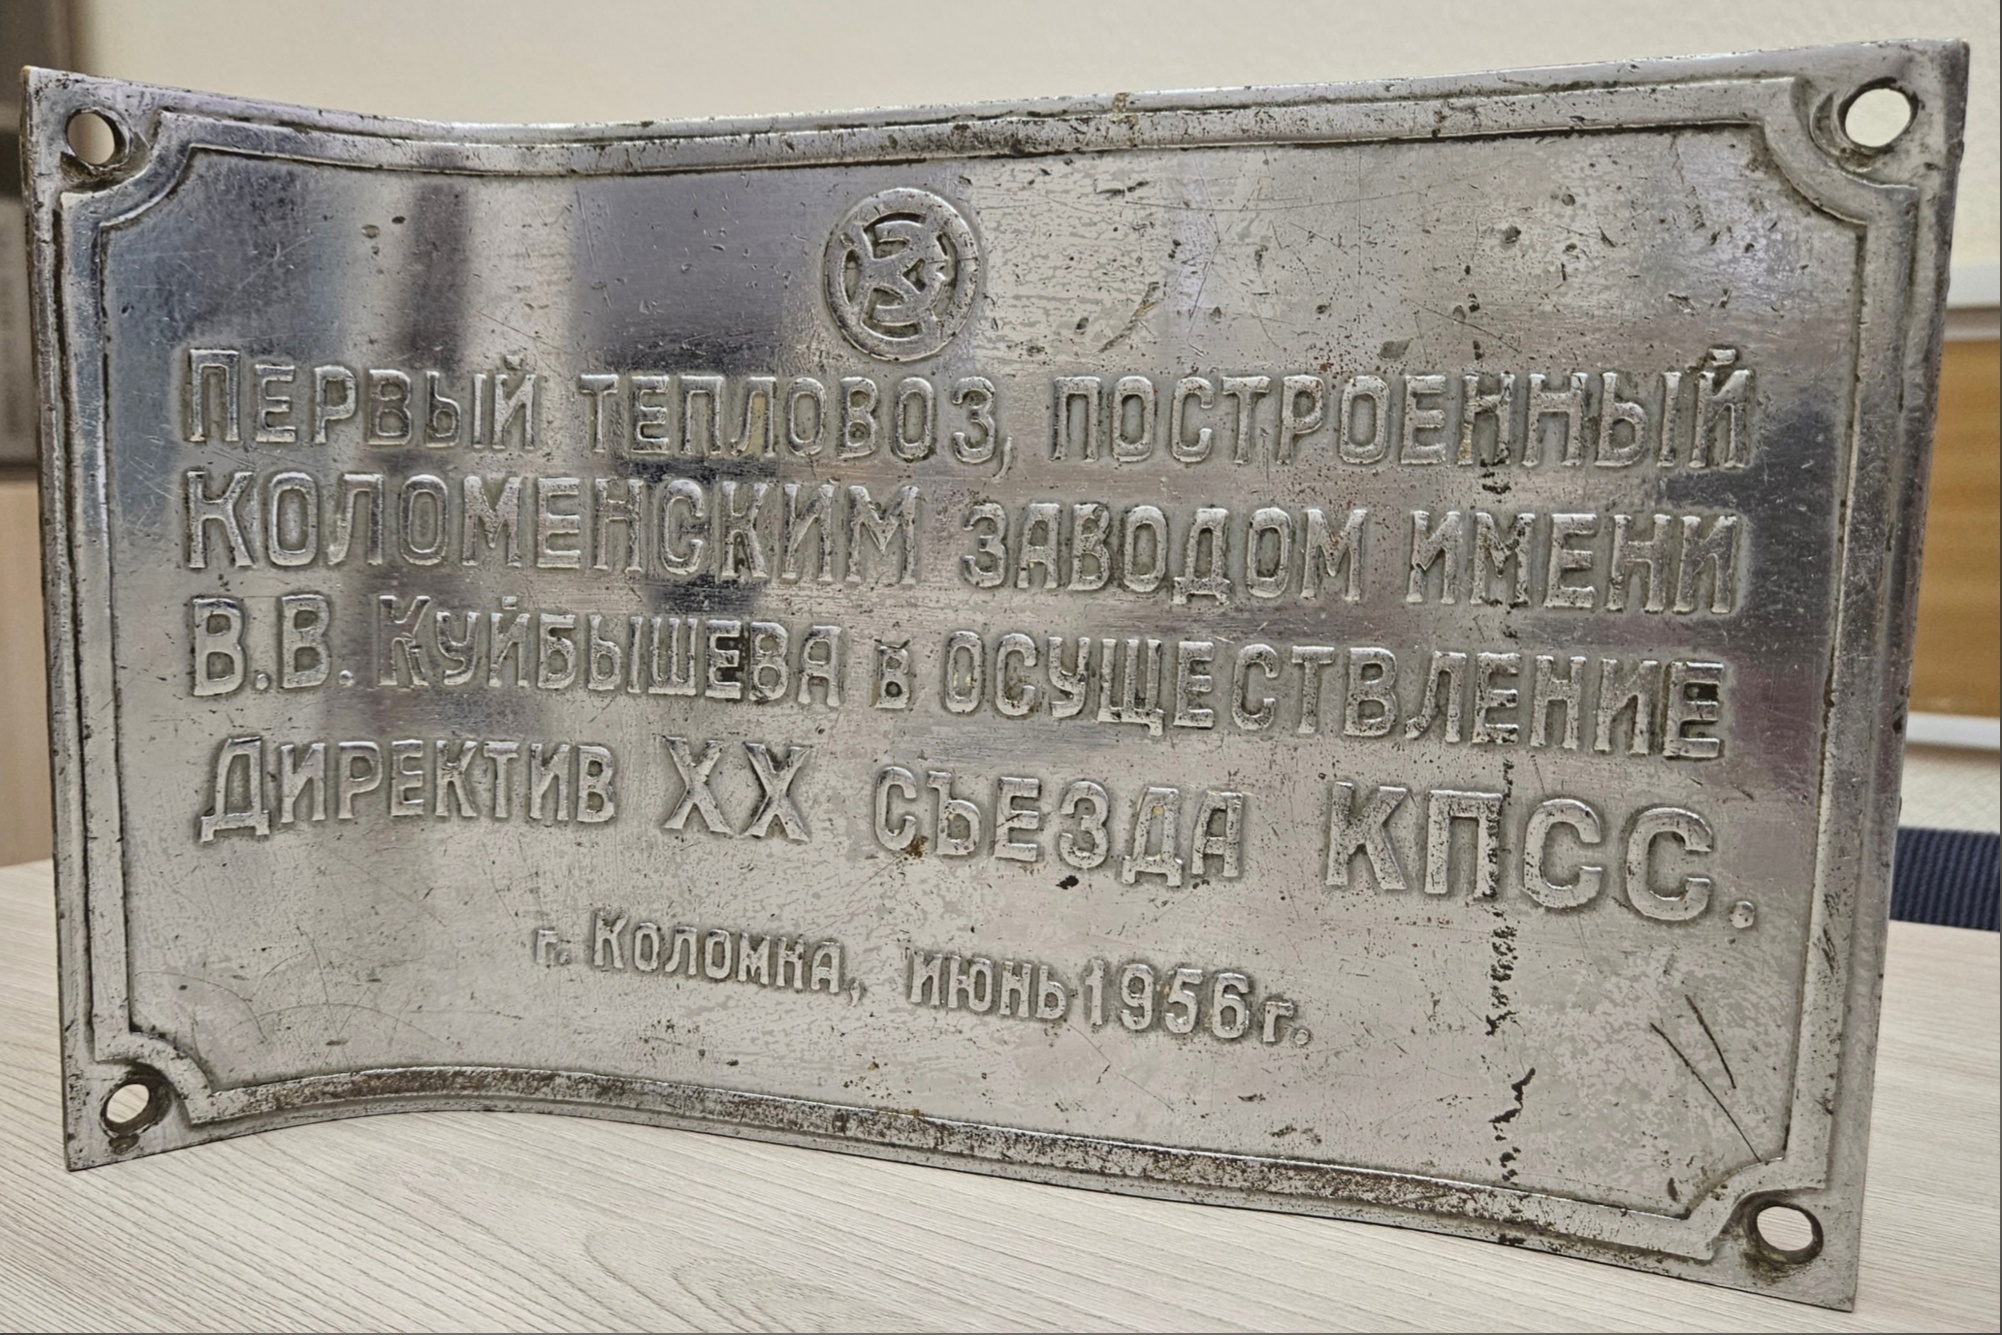 Первый тепловоз, построенный
Коломенским заводом имени
В.В. Куйбышева в осуществление
Директив XX съезда КПСС.
г. Коломна, июнь 1956 г.